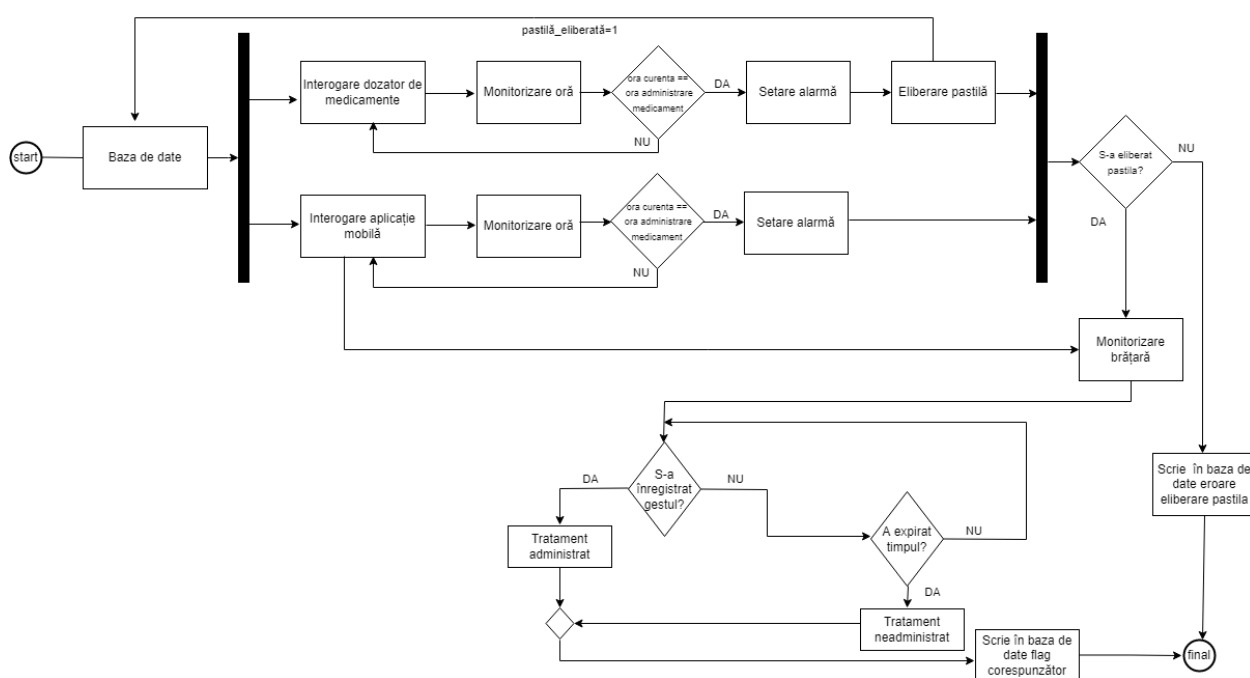 pastilă_eliberată=1
start
Baza de date
Interogare dozator de
medicamente
Monitorizare oră
ora curenta ==
ora administrare
medicament
DA
NU
Setare alarmă
Eliberare pastilă
Interogare aplicație
mobilă
Monitorizare oră
ora curenta ==
ora administrare
medicament
DA
NU
Setare alarmă
S-a eliberat
pastila?
NU
DA
Monitorizare
brățară
S-a
înregistrat
gestul?
DA
NU
Tratament
administrat
A expirat
timpul?
NU
DA
Tratament
neadministrat
Scrie în baza de
date eroare
eliberare pastila
Scrie în baza de
date flag
corespunzător
final